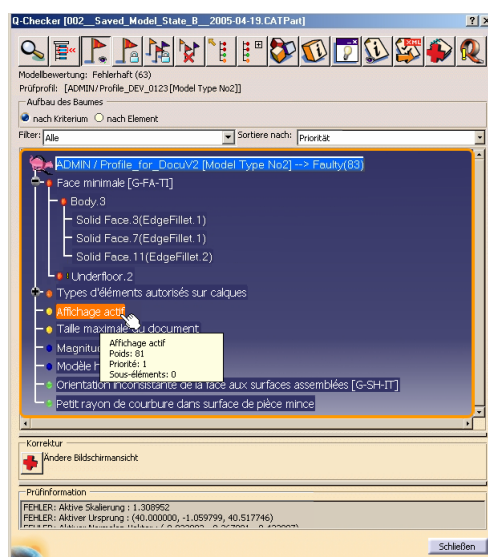 Q-Checker [002__Saved_Model_State_B__2005-04-19.CATPart]
Modellbewertung: Fehlerhaft (63)
Prüfprofil: [ADMIN/Profile_DEV_0123[Model Type No2]]
Aufbau des Baumes
nach Kriterium nach Element
Filter: Alle Sortiere nach: Priorität
ADMIN / Profile_for_DocuV2 [Model Type No2] --> Faulty(83)
Face minimale [G-FA-TI]
Body.3
Solid Face.3(EdgeFillet.1)
Solid Face.7(EdgeFillet.1)
Solid Face.11(EdgeFillet.2)
Underfloor.2
Types d'éléments autorisés sur calques
Affichage actif
Taille maximale du document
Affichage actif
Poids: 81
Priorité: 1
Sous-éléments: 0
Modèle
Orientation inconsistante de la face aux surfaces assemblées [G-SH-IT]
Petit rayon de courbure dans surface de pièce mince
Korrektur
Ändere Bildschirmansicht
Prüfinformation
FEHLER: Aktive Skalierung : 1.308952
FEHLER: Aktiver Ursprung : (40.000000, -1.059799, 40.517746)
Schließen